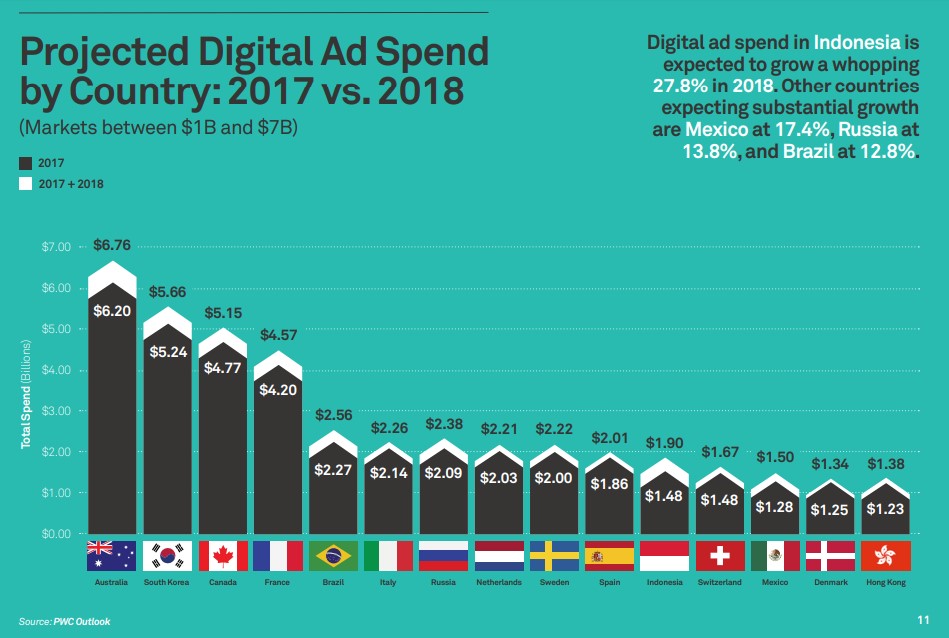 Projected Digital Ad Spend
by Country: 2017 vs. 2018
(Markets between $1B and $7B)
2017
2017 + 2018
Digital ad spend in Indonesia is
expected to grow a whopping
27.8% in 2018. Other countries
expecting substantial growth
are Mexico at 17.4%, Russia at
13.8%, and Brazil at 12.8%.
Total Spend (Billions)
$7.00
$6.00
$5.00
$4.00
$3.00
$2.00
$1.00
$0.00
$6.76
$5.66
$5.15
$4.57
$2.56
$2.26
$2.38
$2.21
$2.22
$2.01
$1.90
$1.67
$1.50
$1.34
$1.38
$6.20
$5.24
$4.77
$4.20
$2.27
$2.14
$2.09
$2.03
$2.00
$1.86
$1.48
$1.48
$1.28
$1.25
$1.23
Australia
South Korea
Canada
France
Brazil
Italy
Russia
Netherlands
Sweden
Spain
Indonesia
Switzerland
Mexico
Denmark
Hong Kong
Source: PWC Outlook
11